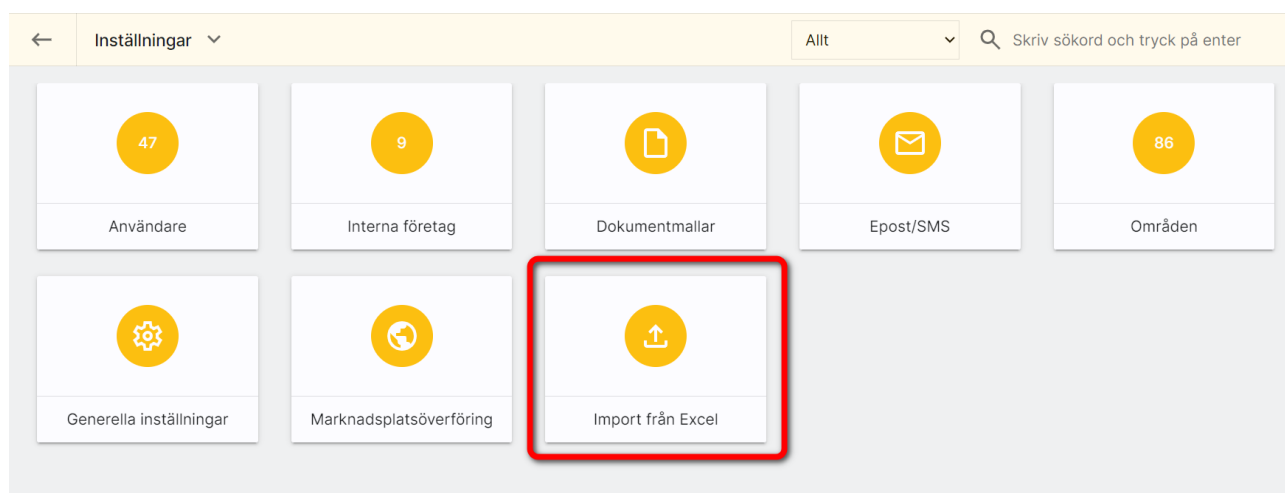 Inställningar
Allt
Skriv sökord och tryck på enter
47
9
86
Användare
Interna företag
Dokumentmallar
Epost/SMS
Områden
Generella inställningar
Marknadsplatsöverföring
Import från Excel